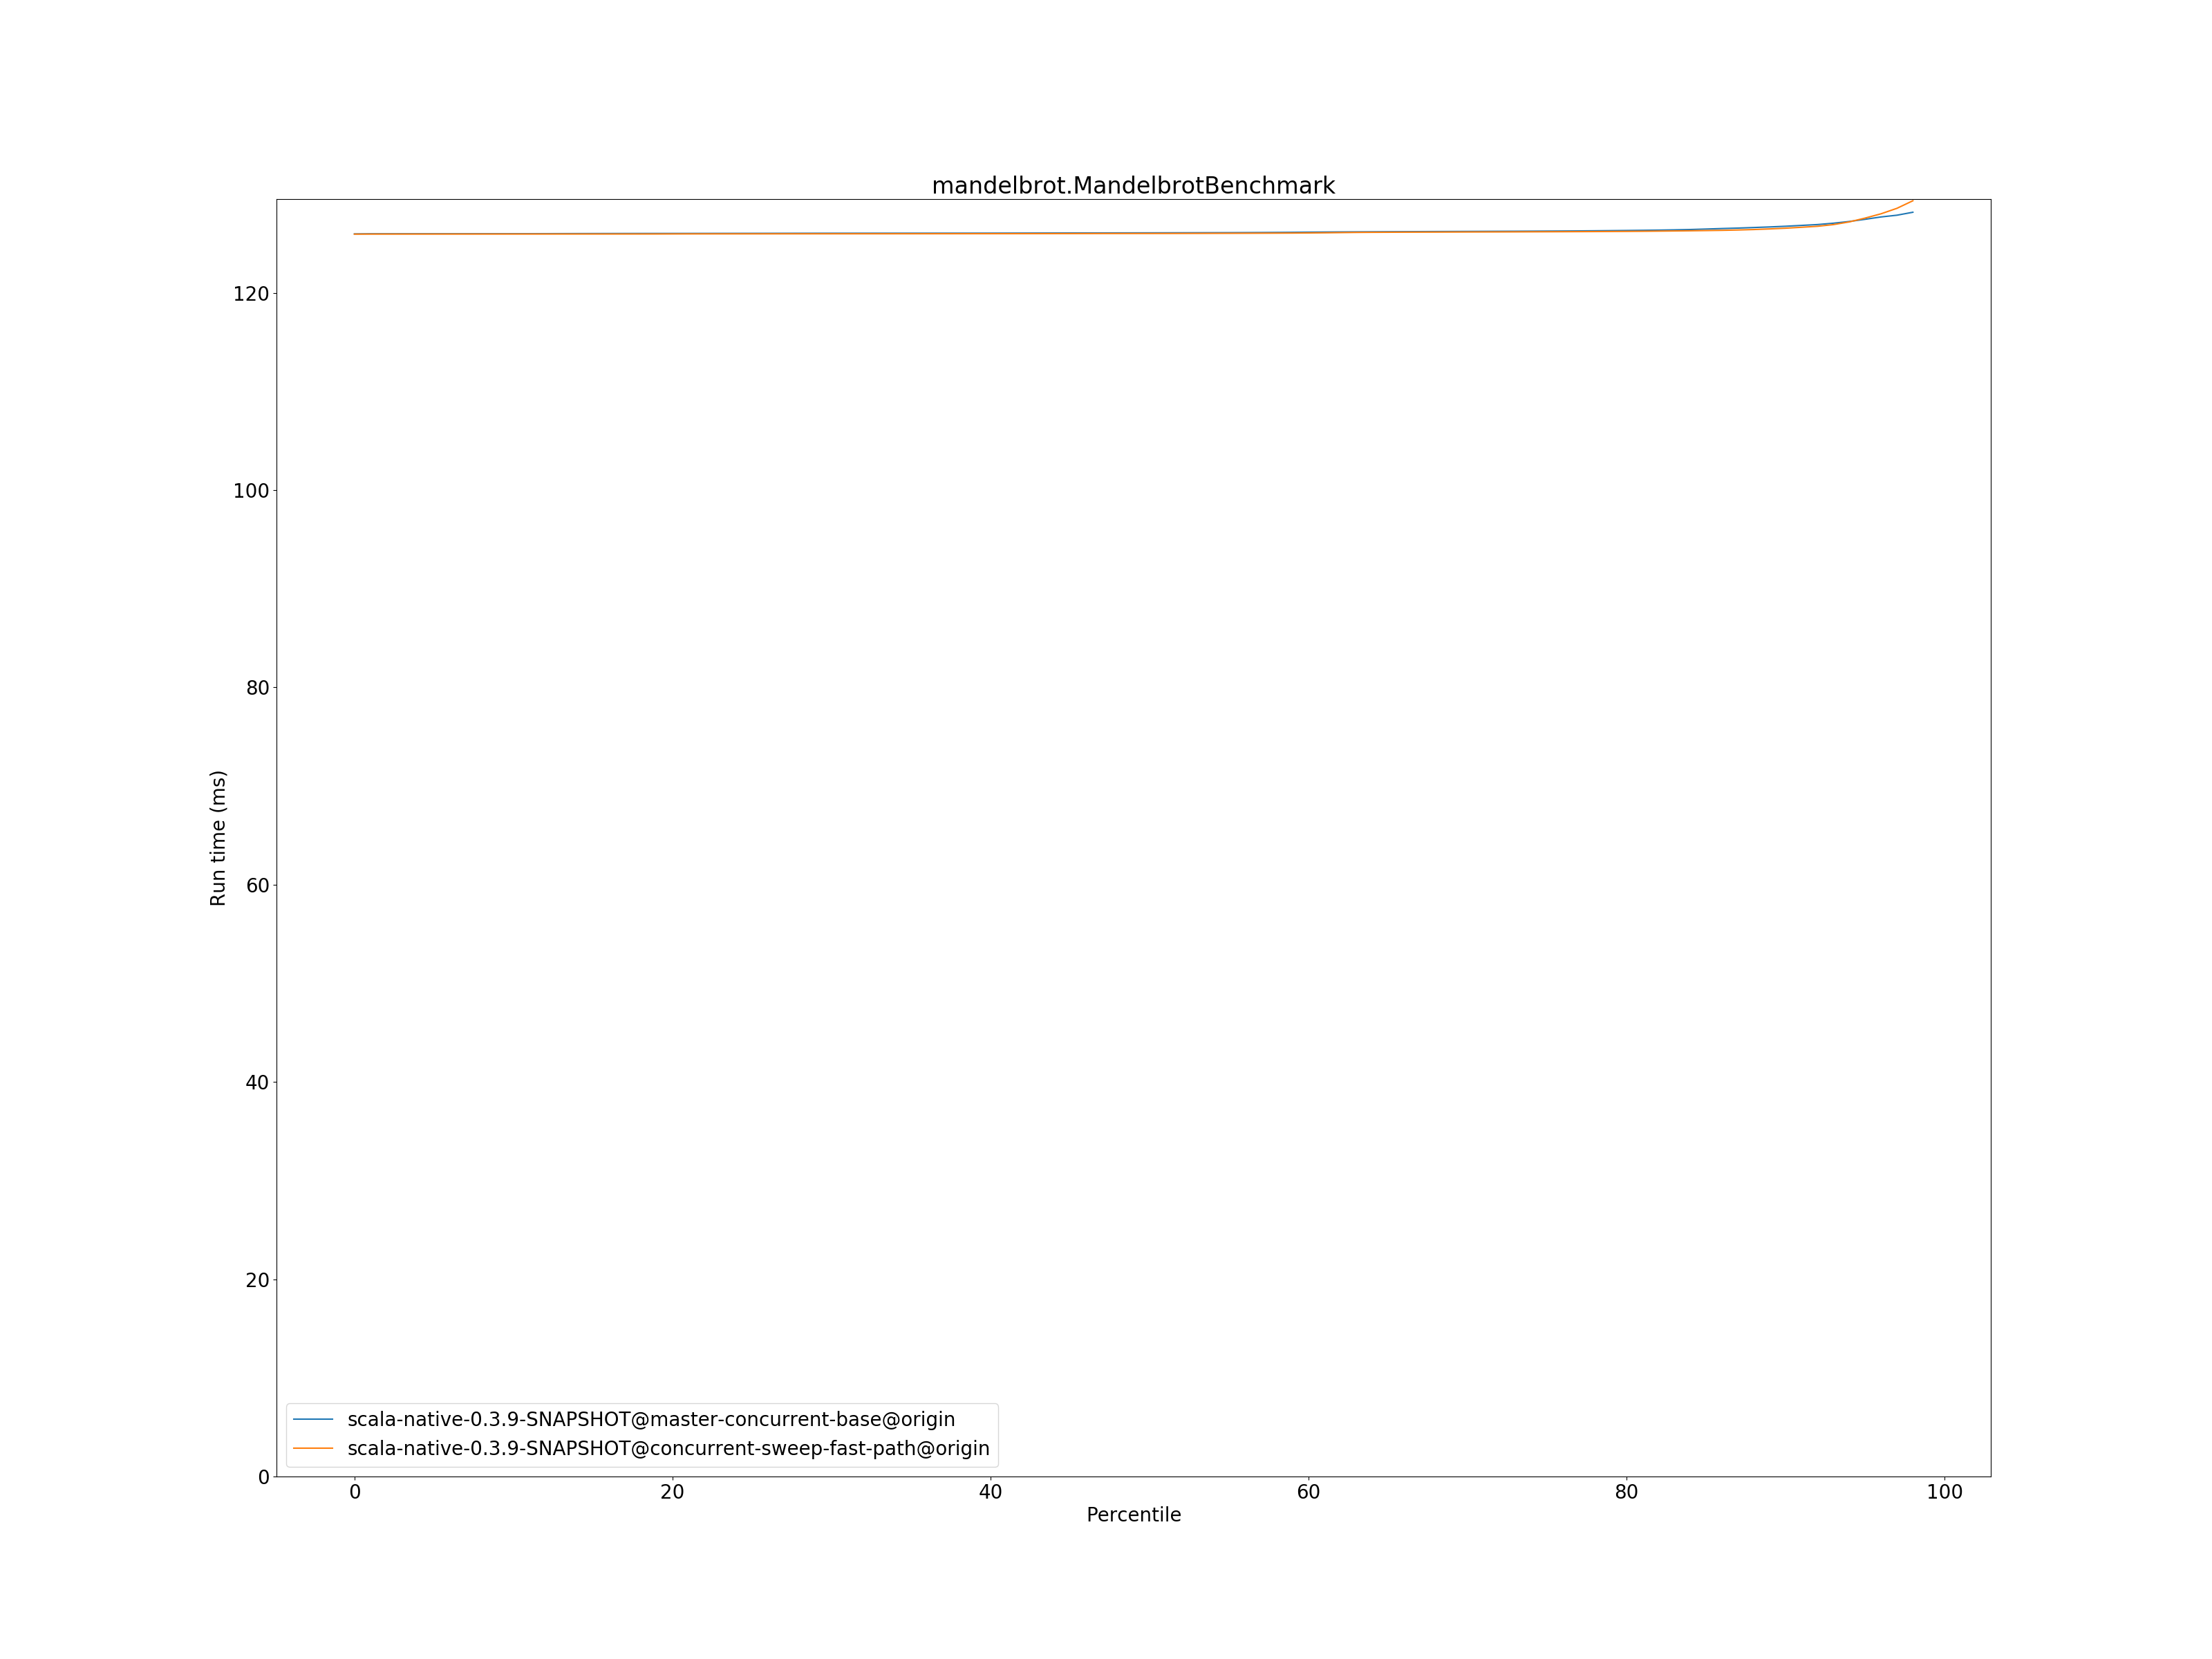 mandelbrot.MandelbrotBenchmark
120
100
80
60
40
20
0
Run time (ms)
scala-native-0.3.9-SNAPSHOT@master-concurrent-base@origin
scala-native-0.3.9-SNAPSHOT@concurrent-sweep-fast-path@origin
0 20 40 60 80 100
Percentile